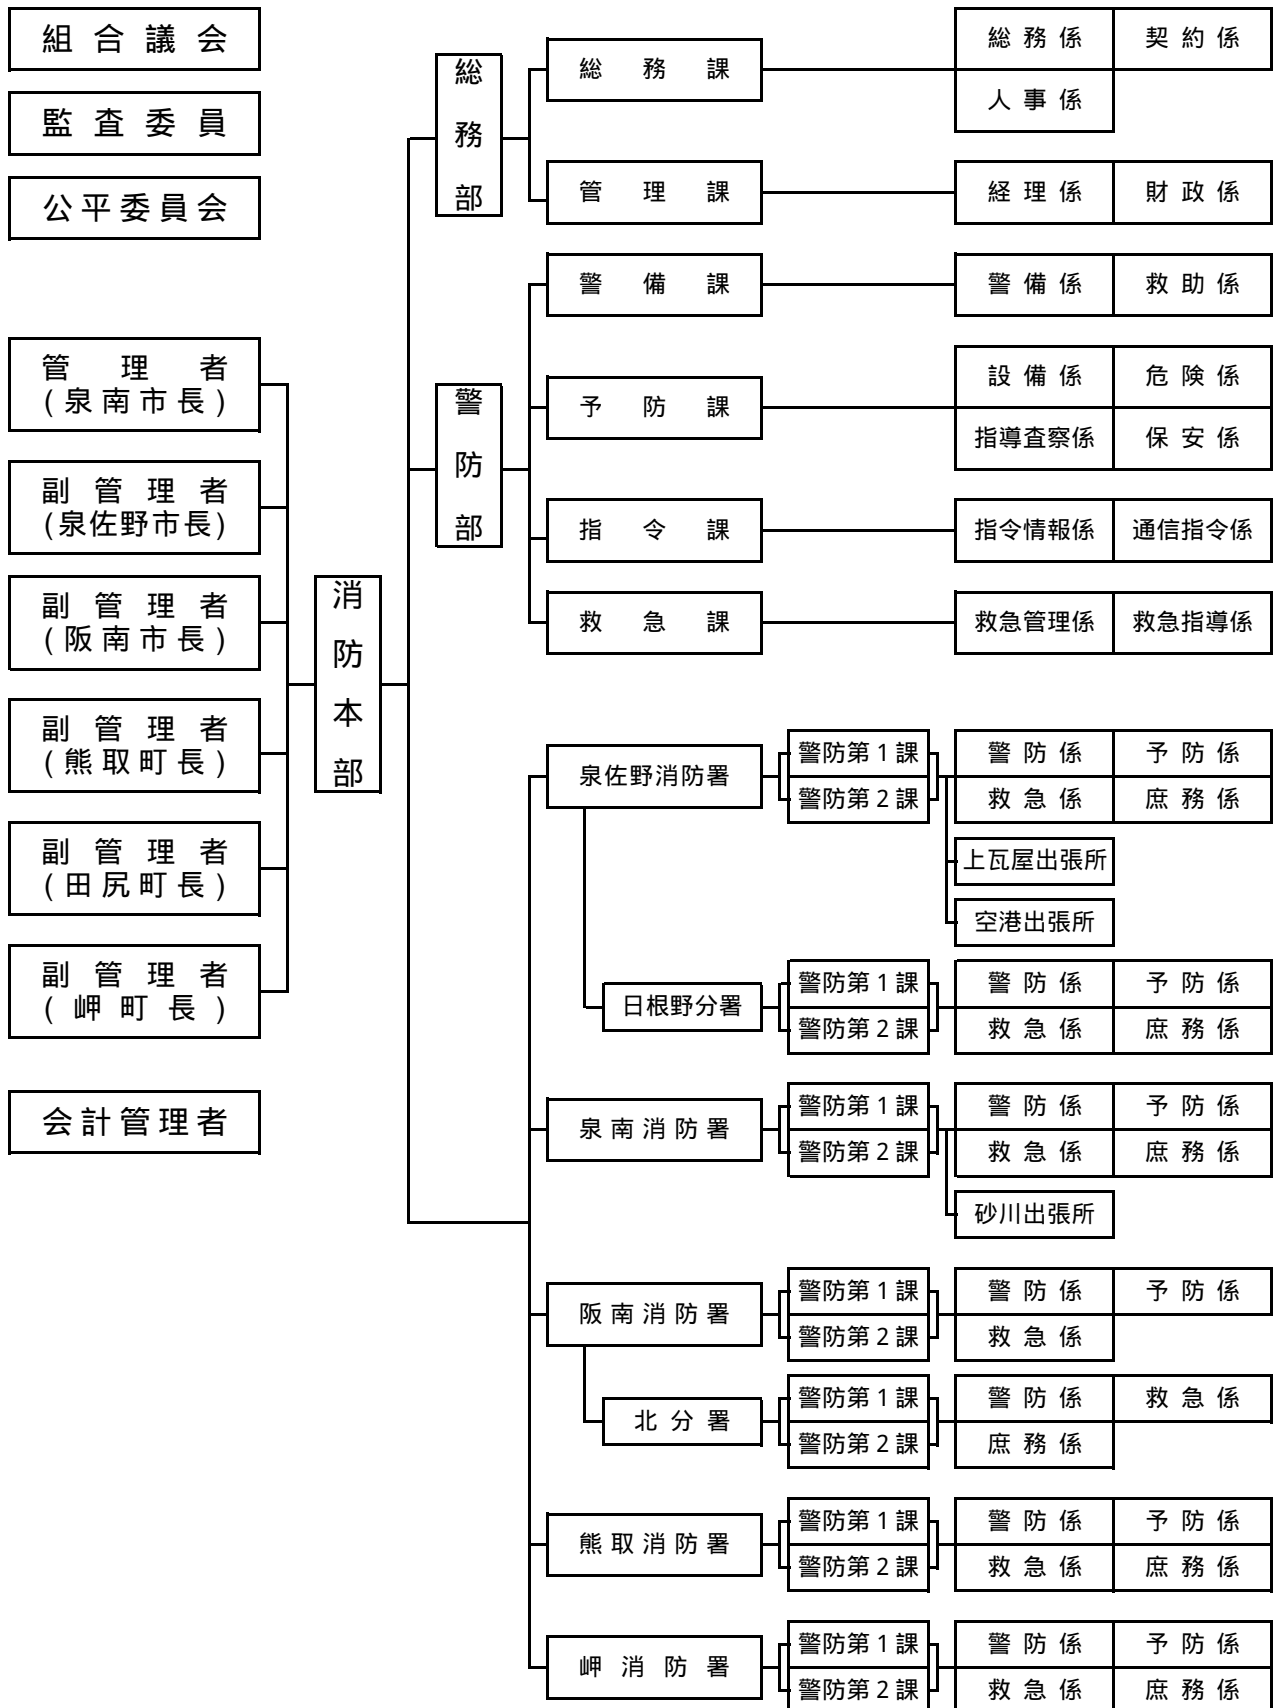 組合議会
監査委員
公平委員会
管理者
(泉南市長)
副管理者
(泉佐野市長)
副管理者
(阪南市長)
副管理者
(熊取町長)
副管理者
(田尻町長)
副管理者
(岬町長)
会計管理者
消防本部
総務部
総務課
総務係 契約係
人事係
管理課
経理係 財政係
警防部
警備課
警備係 救助係
予防課
設備係 危険係
指導査察係 保安係
指令課
指令情報係 通信指令係
救急課
救急管理係 救急指導係
泉佐野消防署
警防第1課
警防第2課
警防係 予防係
救急係 庶務係
上瓦屋出張所
空港出張所
日根野分署
警防第1課
警防第2課
警防係 予防係
救急係 庶務係
泉南消防署
警防第1課
警防第2課
警防係 予防係
救急係 庶務係
砂川出張所
阪南消防署
警防第1課
警防第2課
警防係 予防係
救急係
北分署
警防第1課
警防第2課
警防係 救急係
庶務係
熊取消防署
警防第1課
警防第2課
警防係 予防係
救急係 庶務係
岬消防署
警防第1課
警防第2課
警防係 予防係
救急係 庶務係